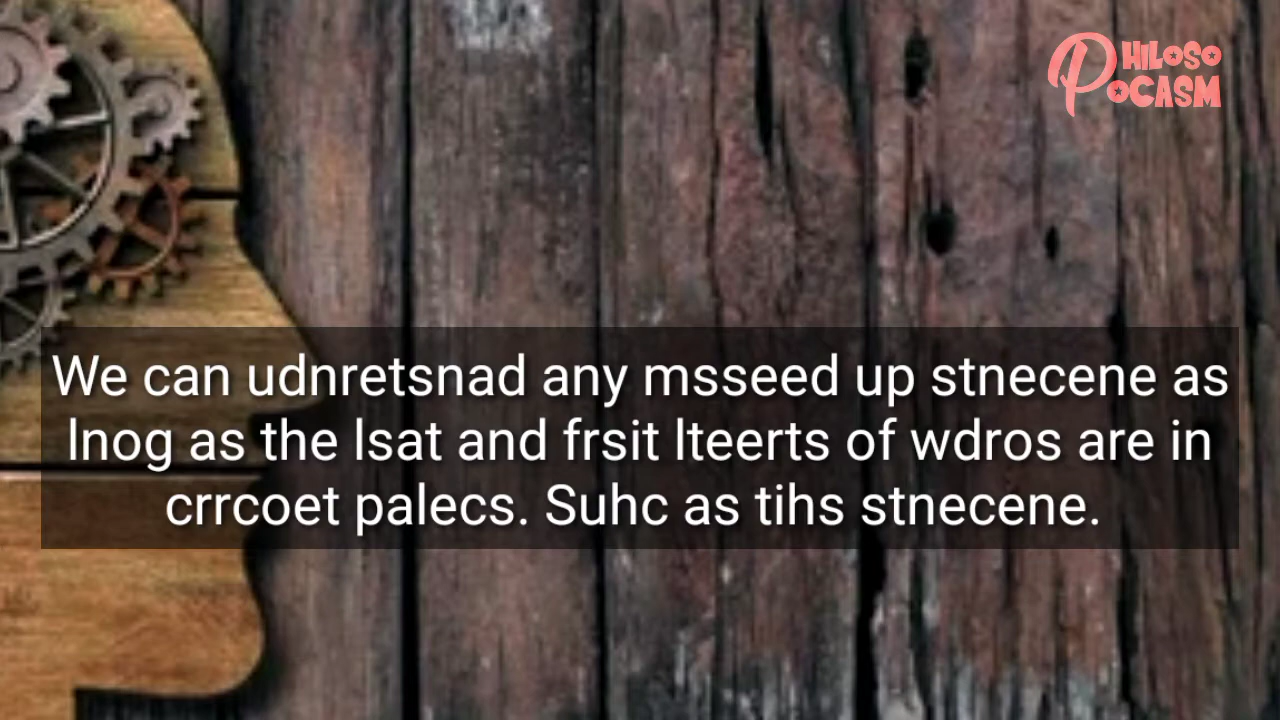 PHILOSO
POCASM
We can udnretsnad any msseed up stnecene as
lnog as the lsat and frsit lteerts of wdros are in
crrcoet palecs. Suhc as tihs stnecene.